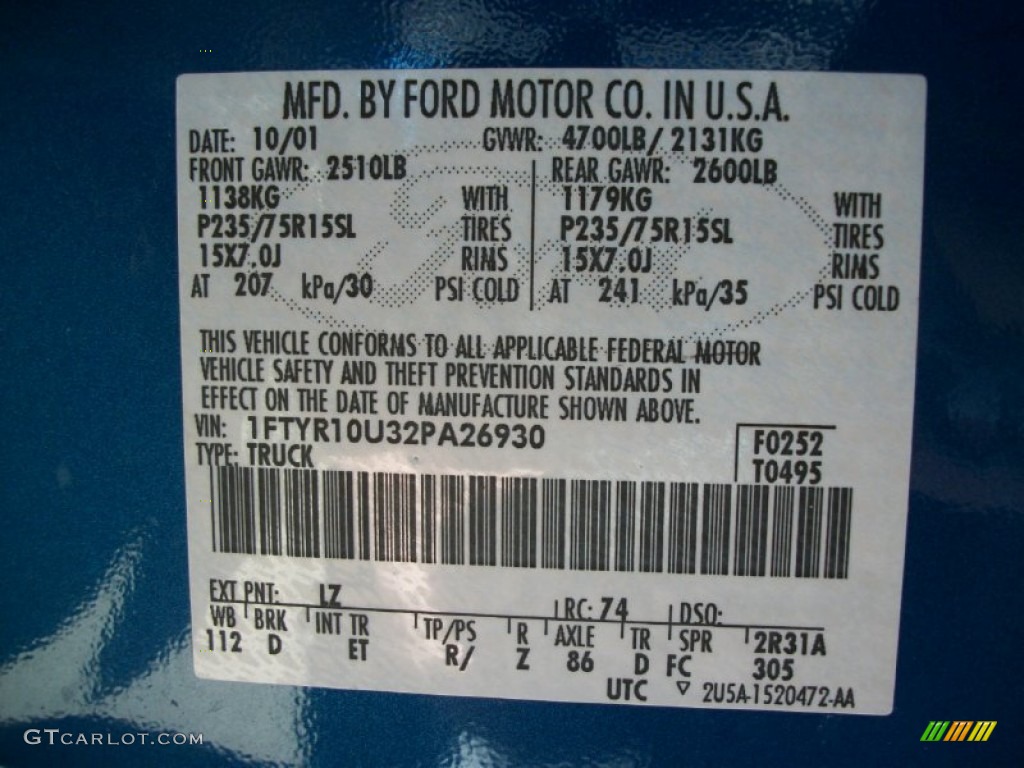 MFD. BY FORD MOTOR CO. IN U.S.A.
DATE: 10/01 GVWR: 4700LB/ 2131KG
FRONT GAWR: 2510LB REAR GAWR: 2600LB
1138KG WITH 1179KG WITH
P235/75R15SL TIRES P235/75R15SL TIRES
15X7.0J RIMS 15X7.0J RIMS
AT 207 kPa/30 PSI COLD AT 241 kPa/35 PSI COLD
THIS VEHICLE CONFORMS TO ALL APPLICABLE FEDERAL MOTOR
VEHICLE SAFETY AND THEFT PREVENTION STANDARDS IN
EFFECT ON THE DATE OF MANUFACTURE SHOWN ABOVE.
VIN: 1FTYR10U32PA26930 F0252
TYPE: TRUCK T0495
EXT PNT: LZ RC: 74 DSO:
WB BRK INT TR TP/PS R AXLE TR SPR 2R31A
112 D ET R/ Z 86 D FC 305
UTC ▽ 2U5A-1520472-AA
GTCARLOT.COM